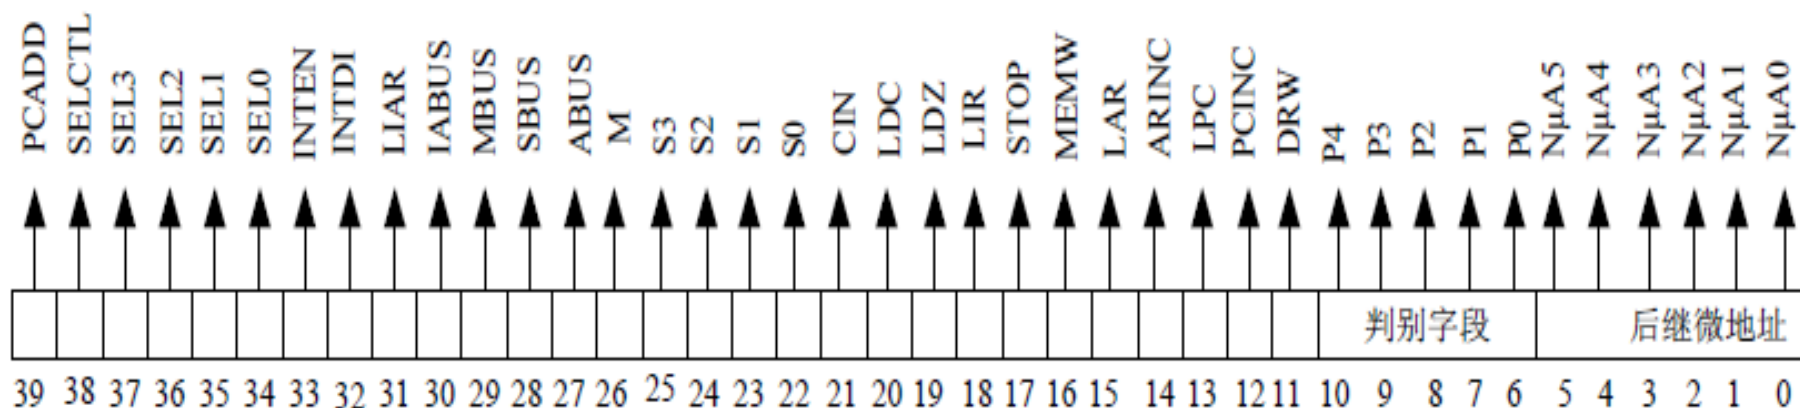 PCADD SELCTL SEL3 SEL2 SEL1 SEL0 INTEN INTDI LIAR IABUS MBUS SBUS ABUS M S3 S2 S1 S0 CIN LDC LDZ LIR STOP MEMW LAR ARINC LPC PCINC DRW P4 P3 P2 P1 P0 NμA5 NμA4 NμA3 NμA2 NμA1 NμA0
判别字段 后继微地址
39 38 37 36 35 34 33 32 31 30 29 28 27 26 25 24 23 22 21 20 19 18 17 16 15 14 13 12 11 10 9 8 7 6 5 4 3 2 1 0